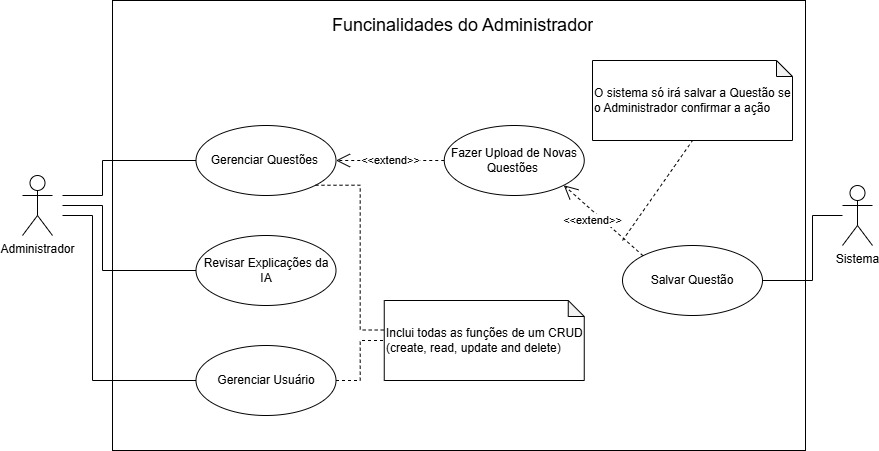 Funcinalidades do Administrador
O sistema só irá salvar a Questão se
o Administrador confirmar a ação
Gerenciar Questões
<<extend>>
Fazer Upload de Novas
Questões
<<extend>>
Administrador
Sistema
Revisar Explicações da
IA
Salvar Questão
Inclui todas as funções de um CRUD
(create, read, update and delete)
Gerenciar Usuário